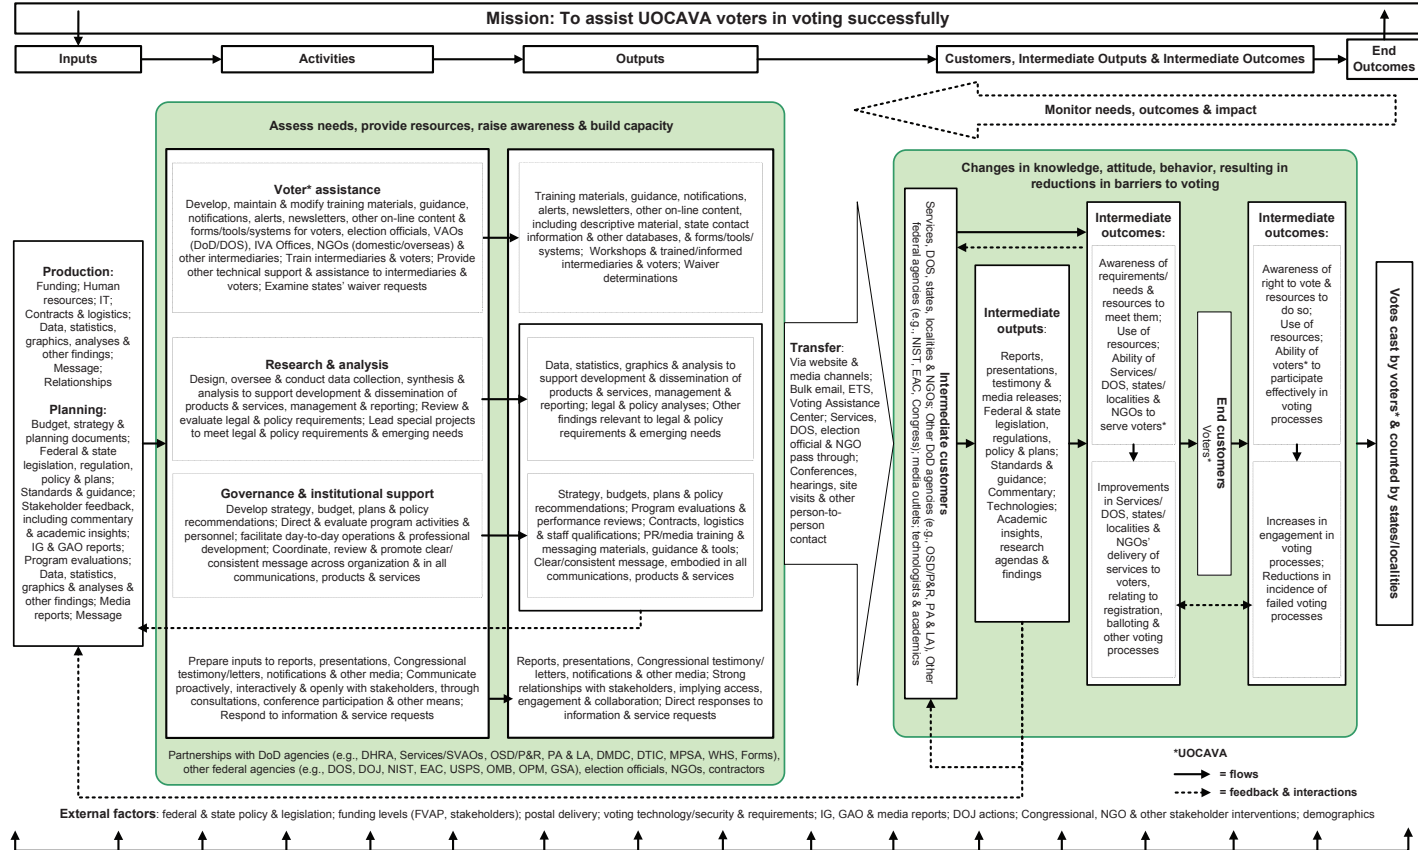 Mission: To assist UOCAVA voters in voting successfully
Inputs
Activities
Outputs
Customers, Intermediate Outputs & Intermediate Outcomes
End
Outcomes
Monitor needs, outcomes & impact
Assess needs, provide resources, raise awareness & build capacity
Production:
Funding; Human
resources; IT;
Contracts & logistics
Data, statistics,
graphics, analyses &
other findings;
Message;
Relationships
Planning:
Budget, strategy &
planning documents;
Federal & state
legislation, regulation,
policy & plans;
Standards & guidance;
Stakeholder feedback,
including commentary
& academic insights;
IG & GAO reports;
Program evaluations;
Data, statistics,
graphics & analyses &
other findings; Media
reports; Message
Voter* assistance
Develop, maintain & modify training materials, guidance,
notifications, alerts, newsletters, other on-line content &
forms/tools/systems for voters, election officials, VAOs
(DoD/DOS), IVA Offices, NGOs (domestic/overseas) &
other intermediaries; Train intermediaries & voters; Provide
other technical support & assistance to intermediaries &
voters; Examine states' waiver requests
Research & analysis
Design, oversee & conduct data collection, synthesis &
analysis to support development & dissemination of
products & services, management & reporting; Review &
evaluate legal & policy requirements; Lead special projects
to meet legal & policy requirements & emerging needs
Governance & institutional support
Develop strategy, budget, plans & policy
recommendations; Direct & evaluate program activities &
personnel; facilitate day-to-day operations & professional
development; Coordinate, review & promote clear/
consistent message across organization & in all
communications, products & services
Prepare inputs to reports, presentations, Congressional
testimony/letters, notifications & other media; Communicate
proactively, interactively & openly with stakeholders, through
consultations, conference participation & other means;
Respond to information & service requests
Training materials, guidance, notifications,
alerts, newsletters, other on-line content,
including descriptive material, state contact
information & other databases, & forms/tools/
systems; Workshops & trained/informed
intermediaries & voters; Waiver
determinations
Data, statistics, graphics & analysis to
support development & dissemination of
products & services, management &
reporting; legal & policy analyses; Other
findings relevant to legal & policy
requirements & emerging needs
Strategy, budgets, plans & policy
recommendations; Program evaluations &
performance reviews; Contracts, logistics
& staff qualifications; PR/media training &
messaging materials, guidance & tools;
Clear/consistent message, embodied in all
communications, products & services
Reports, presentations, Congressional testimony/
letters, notifications & other media; Strong
relationships with stakeholders, implying access,
engagement & collaboration; Direct responses to
information & service requests
Partnerships with DoD agencies (e.g., DHRA, Services/SVAOs, OSD/P&R, PA & LA, DMDC, DTIC, MPSA, WHS, Forms),
other federal agencies (e.g., DOS, DOJ, NIST, EAC, USPS, OMB, OPM, GSA), election officials, NGOs, contractors
Transfer:
Via website &
media channels;
Bulk email, ETS,
Voting Assistance
Center; Services,
DOS, election
official & NGO
pass through;
Conferences,
hearings, site
visits & other
person-to-
person
contact
Changes in knowledge, attitude, behavior, resulting in
reductions in barriers to voting
Intermediate customers
Services, DOS, states, localities & NGOs; Other DoD agencies (e.g., OSD/P&R, PA & LA), Other
federal agencies (e.g., NIST, EAC, Congress); media outlets; technologists & academics
Intermediate
outputs:
Reports,
presentations,
testimony &
media releases;
Federal & state
legislation,
regulations,
policy & plans;
Standards &
guidance;
Commentary;
Technologies;
Academic
insights,
research
agendas &
findings
Intermediate
outcomes:
Awareness of
requirements/
needs &
resources to
meet them;
Use of
resources;
Ability of
Services/
DOS, states/
localities &
NGOs to
serve voters*
Improvements
in Services/
DOS, states/
localities &
NGOs'
delivery of
services to
voters,
relating to
registration,
balloting &
other voting
processes
End customers
Voters*
Intermediate
outcomes:
Awareness of
right to vote &
resources to
do so;
Use of
resources;
Ability of
voters* to
participate
effectively in
voting
processes
Increases in
engagement in
voting
processes;
Reductions in
incidence of
failed voting
processes
Votes cast by voters* & counted by states/localities
*UOCAVA
= flows
= feedback & interactions
External factors: federal & state policy & legislation; funding levels (FVAP, stakeholders); postal delivery; voting technology/security & requirements; IG, GAO & media reports; DOJ actions; Congressional, NGO & other stakeholder interventions; demographics